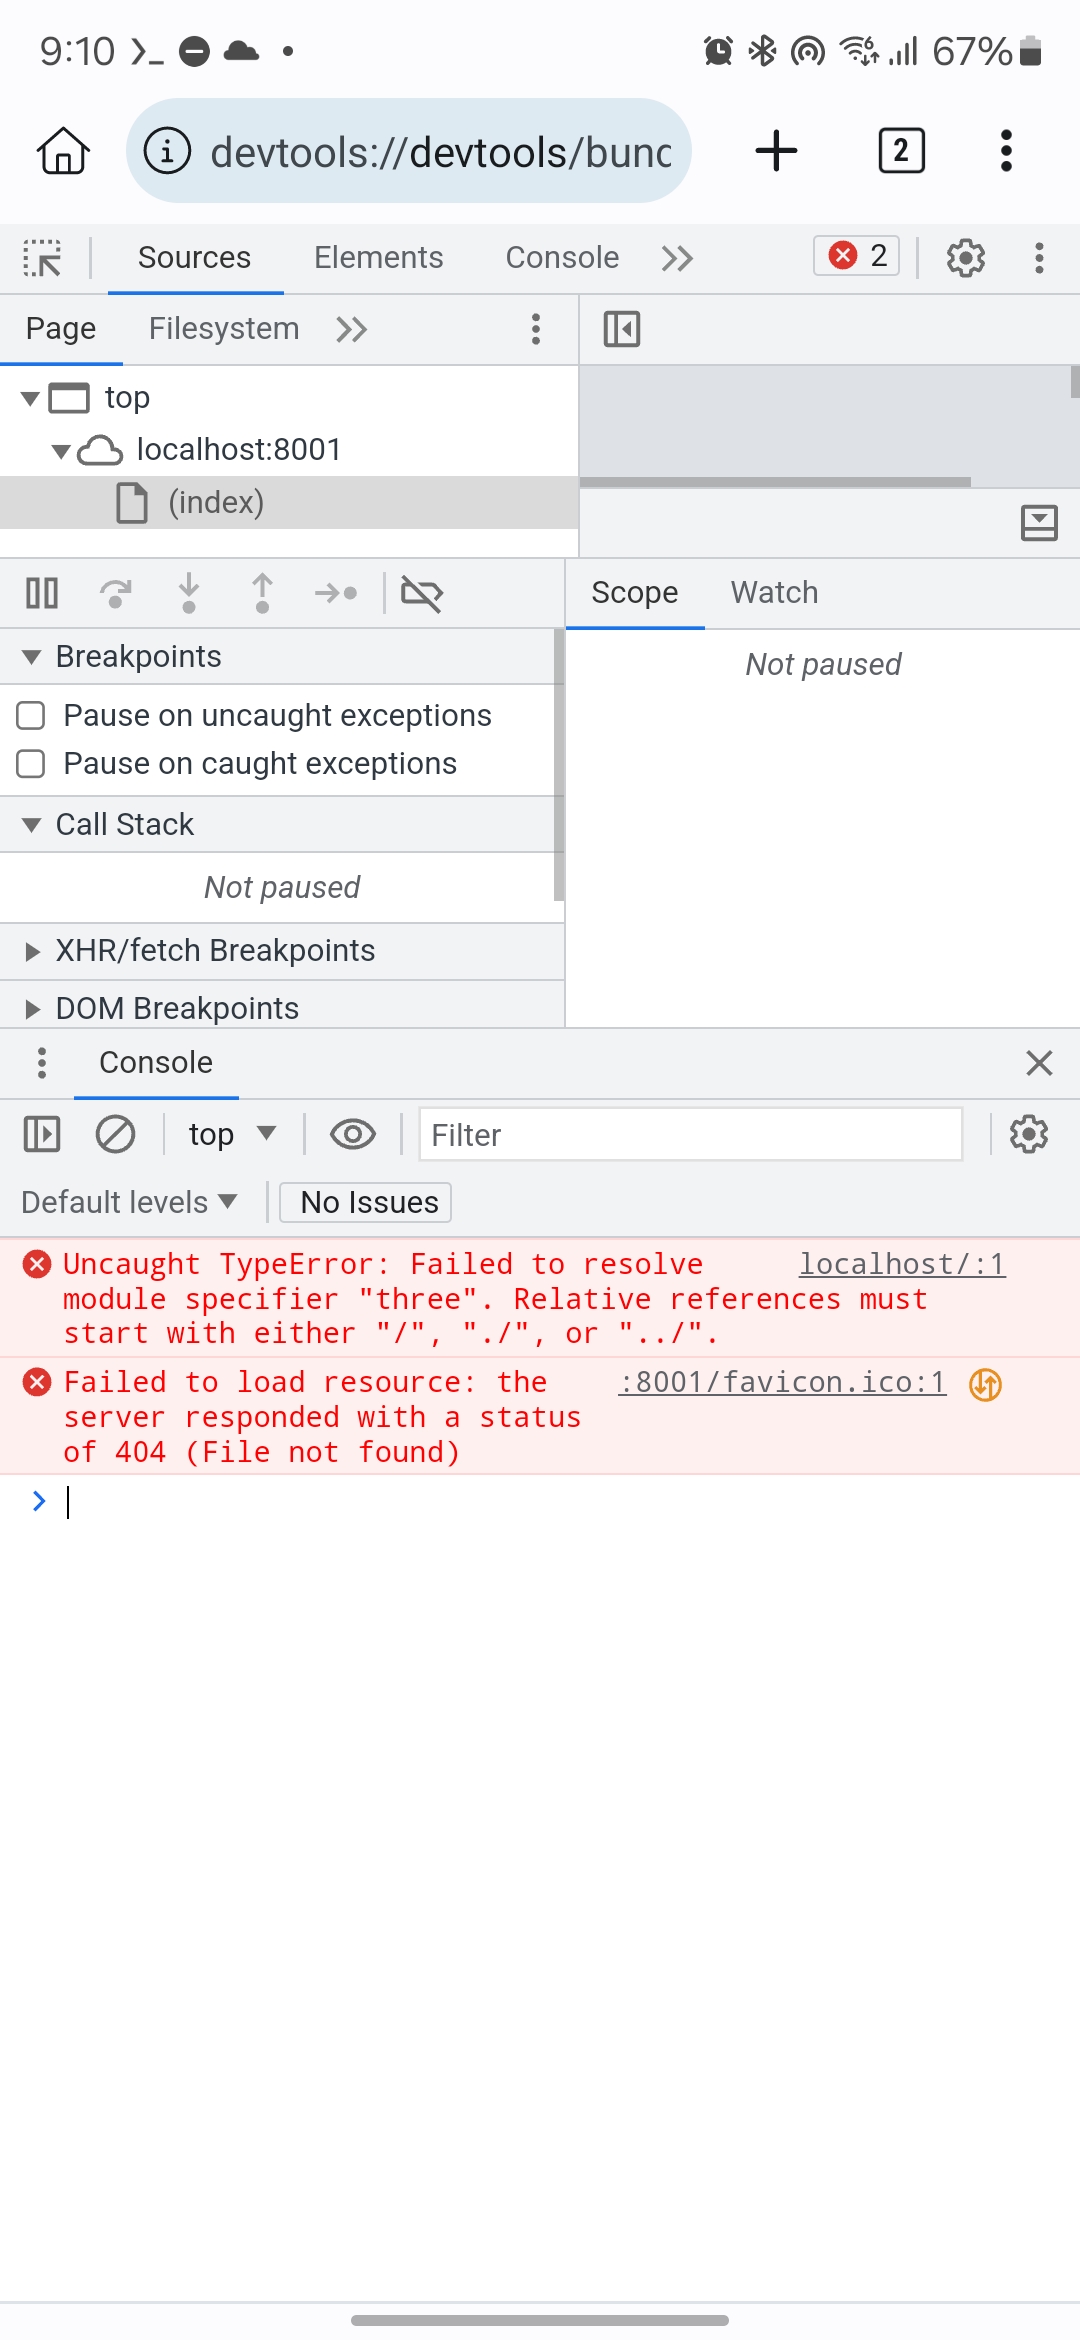 9:10
67%
devtools://devtools/bund
2
Sources Elements Console 2
Page Filesystem
top
localhost:8001
(index)
Scope Watch
Breakpoints
Not paused
Pause on uncaught exceptions
Pause on caught exceptions
Call Stack
Not paused
XHR/fetch Breakpoints
DOM Breakpoints
Console
top Filter
Default levels No Issues
Uncaught TypeError: Failed to resolve localhost/:1
module specifier "three". Relative references must
start with either "/", "./", or "../".
Failed to load resource: the :8001/favicon.ico:1
server responded with a status
of 404 (File not found)